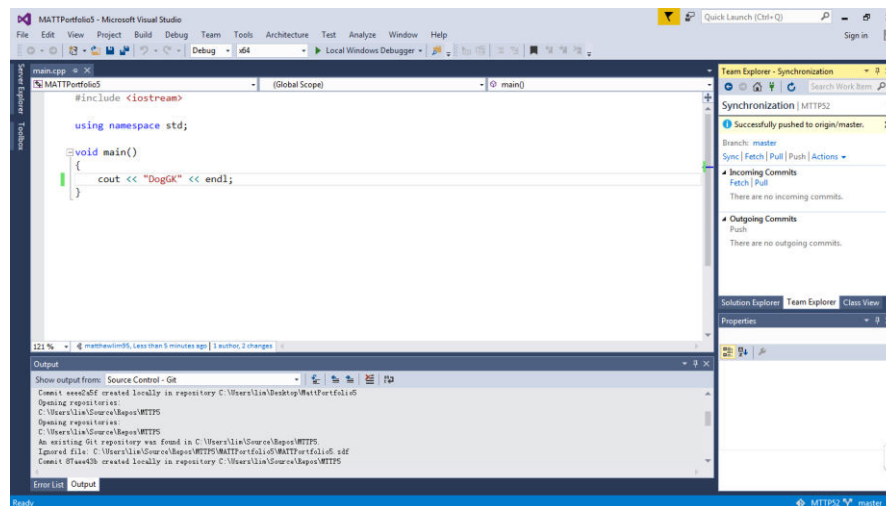 MATTPortfolio5 - Microsoft Visual Studio
Quick Launch (Ctrl+Q)
File Edit View Project Build Debug Team Tools Architecture Test Analyze Window Help
Sign in
Debug x64 Local Windows Debugger
Server Explorer
Toolbox
main.cpp
MATTPortfolio5 (Global Scope) main()
#include <iostream>
using namespace std;
void main()
{
cout << "DogGK" << endl;
}
121 % matthewlim95, Less than 5 minutes ago | 1 author, 2 changes
Output
Show output from: Source Control - Git
Commit eeee2a5f created locally in repository C:\Users\lim\Desktop\MattPortfolio5
Opening repositories:
C:\Users\lim\Source\Repos\MTTP5
Opening repositories:
C:\Users\lim\Source\Repos\MTTP5
An existing Git repository was found in C:\Users\lim\Source\Repos\MTTP5.
Ignored file: C:\Users\lim\Source\Repos\MTTP5\MATTPortfolio5\MATTPortfolio5.sdf
Commit 87aee43b created locally in repository C:\Users\lim\Source\Repos\MTTP5
Error List Output
Team Explorer - Synchronization
Search Work Item
Synchronization | MTTP52
Successfully pushed to origin/master.
Branch: master
Sync | Fetch | Pull | Push | Actions
Incoming Commits
Fetch | Pull
There are no incoming commits.
Outgoing Commits
Push
There are no outgoing commits.
Solution Explorer Team Explorer Class View
Properties
Ready
MTTP52 master